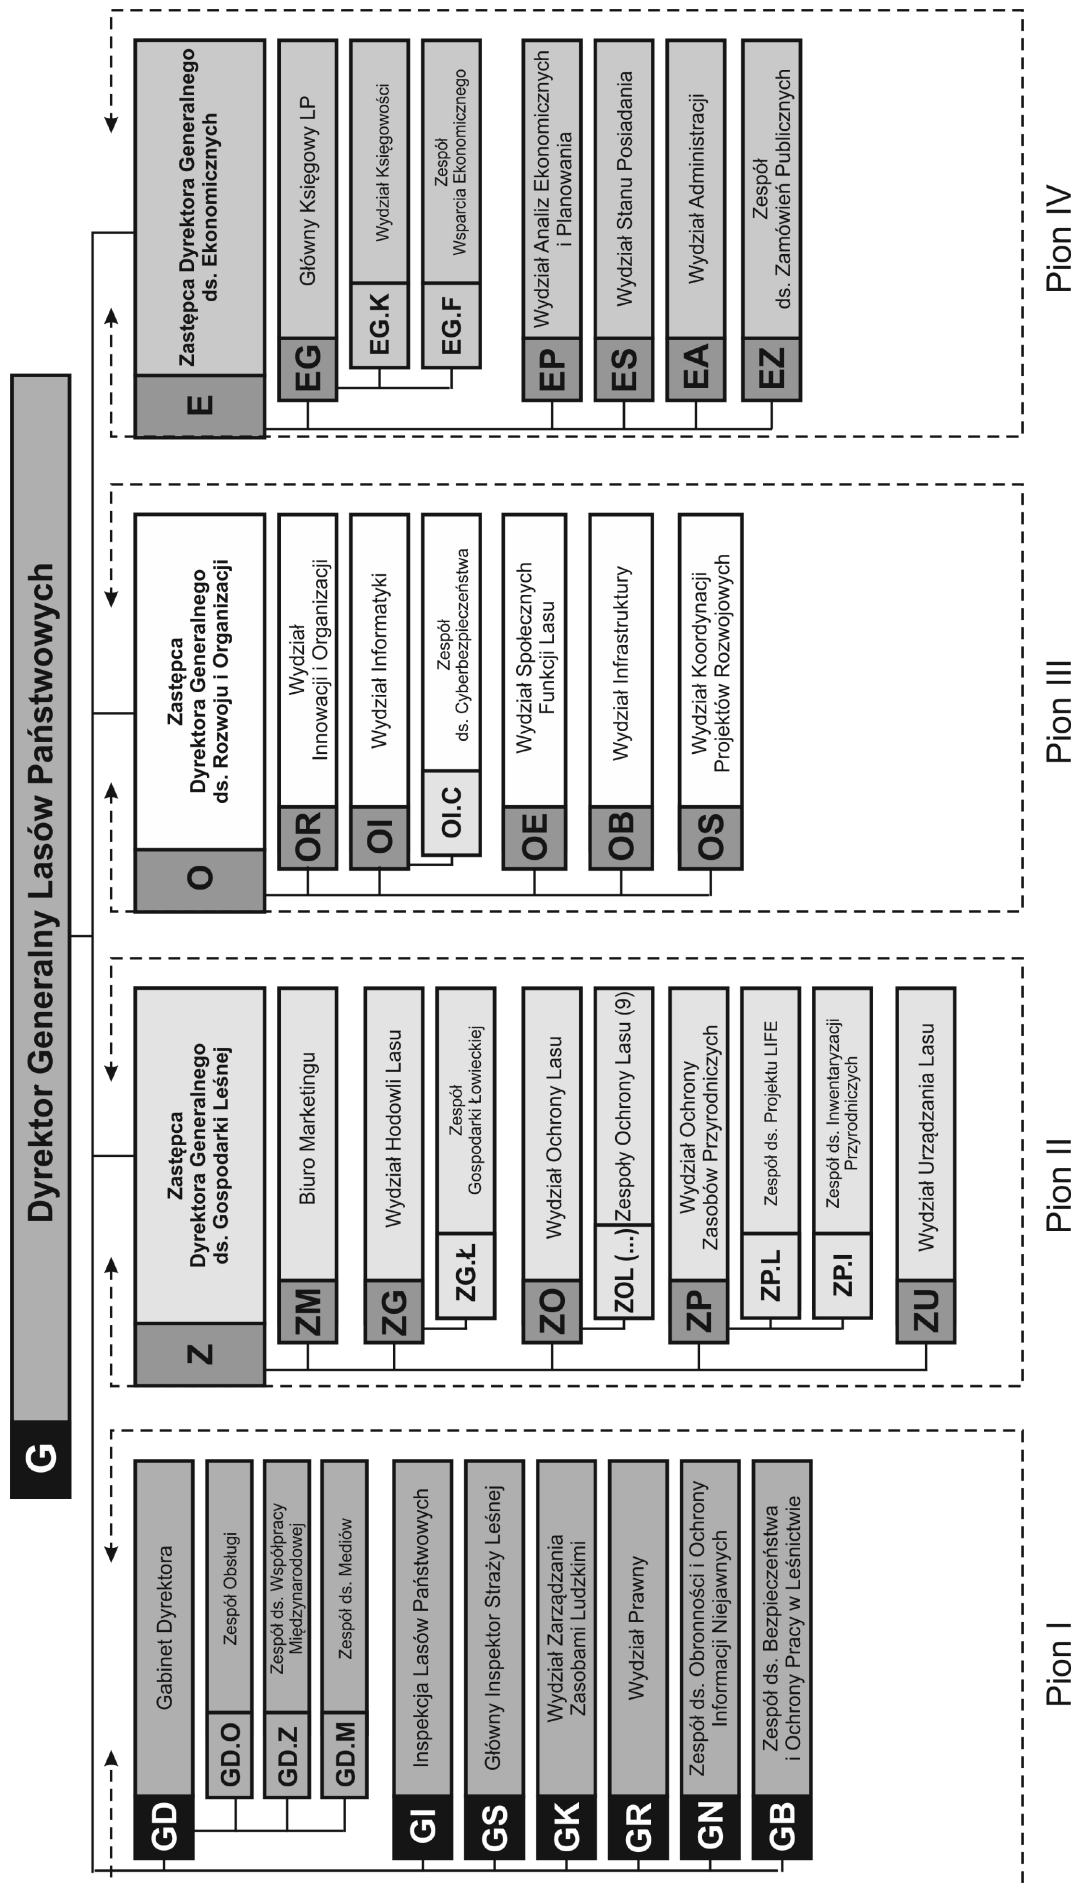 G
Dyrektor Generalny Lasów Państwowych
GD
Gabinet Dyrektora
GD.O
Zespół Obsługi
GD.Z
Zespół ds. Współpracy
Międzynarodowej
GD.M
Zespół ds. Mediów
GI
Inspekcja Lasów Państwowych
GS
Główny Inspektor Straży Leśnej
GK
Wydział Zarządzania
Zasobami Ludzkimi
GR
Wydział Prawny
GN
Zespół ds. Obronności i Ochrony
Informacji Niejawnych
GB
Zespół ds. Bezpieczeństwa
i Ochrony Pracy w Leśnictwie
Pion I
Z
Zastępca
Dyrektora Generalnego
ds. Gospodarki Leśnej
ZM
Biuro Marketingu
ZG
Wydział Hodowli Lasu
ZG.Ł
Zespół
Gospodarki Łowieckiej
ZO
Wydział Ochrony Lasu
ZOL (...)
Zespoły Ochrony Lasu (9)
ZP
Wydział Ochrony
Zasobów Przyrodniczych
ZP.L
Zespół ds. Projektu LIFE
ZP.I
Zespół ds. Inwentaryzacji
Przyrodniczych
ZU
Wydział Urządzania Lasu
Pion II
O
Zastępca
Dyrektora Generalnego
ds. Rozwoju i Organizacji
OR
Wydział
Innowacji i Organizacji
OI
Wydział Informatyki
OI.C
Zespół
ds. Cyberbezpieczeństwa
OE
Wydział Społecznych
Funkcji Lasu
OB
Wydział Infrastruktury
OS
Wydział Koordynacji
Projektów Rozwojowych
Pion III
E
Zastępca Dyrektora Generalnego
ds. Ekonomicznych
EG
Główny Księgowy LP
EG.K
Wydział Księgowości
EG.F
Zespół
Wsparcia Ekonomicznego
EP
Wydział Analiz Ekonomicznych
i Planowania
ES
Wydział Stanu Posiadania
EA
Wydział Administracji
EZ
Zespół
ds. Zamówień Publicznych
Pion IV